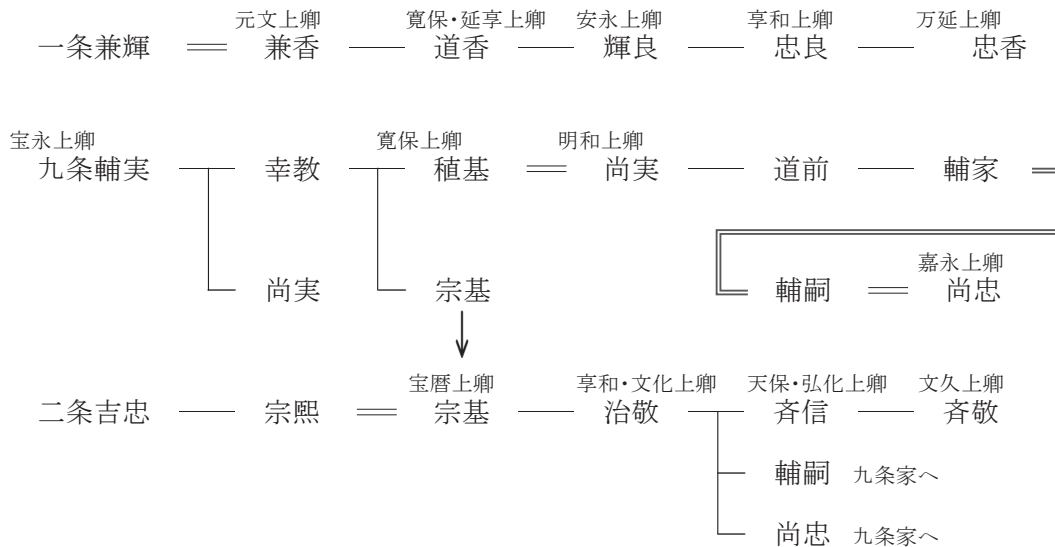 元文上卿 寛保・延享上卿 安永上卿 享和上卿 万延上卿
一条兼輝 兼香 道香 輝良 忠良 忠香
宝永上卿 寛保上卿 明和上卿
九条輔実 幸教 稙基 尚実 道前 輔家
嘉永上卿
尚実 宗基 輔嗣 尚忠
宝暦上卿 享和・文化上卿 天保・弘化上卿 文久上卿
二条吉忠 宗熙 宗基 治敬 斉信 斉敬
輔嗣 九条家へ
尚忠 九条家へ